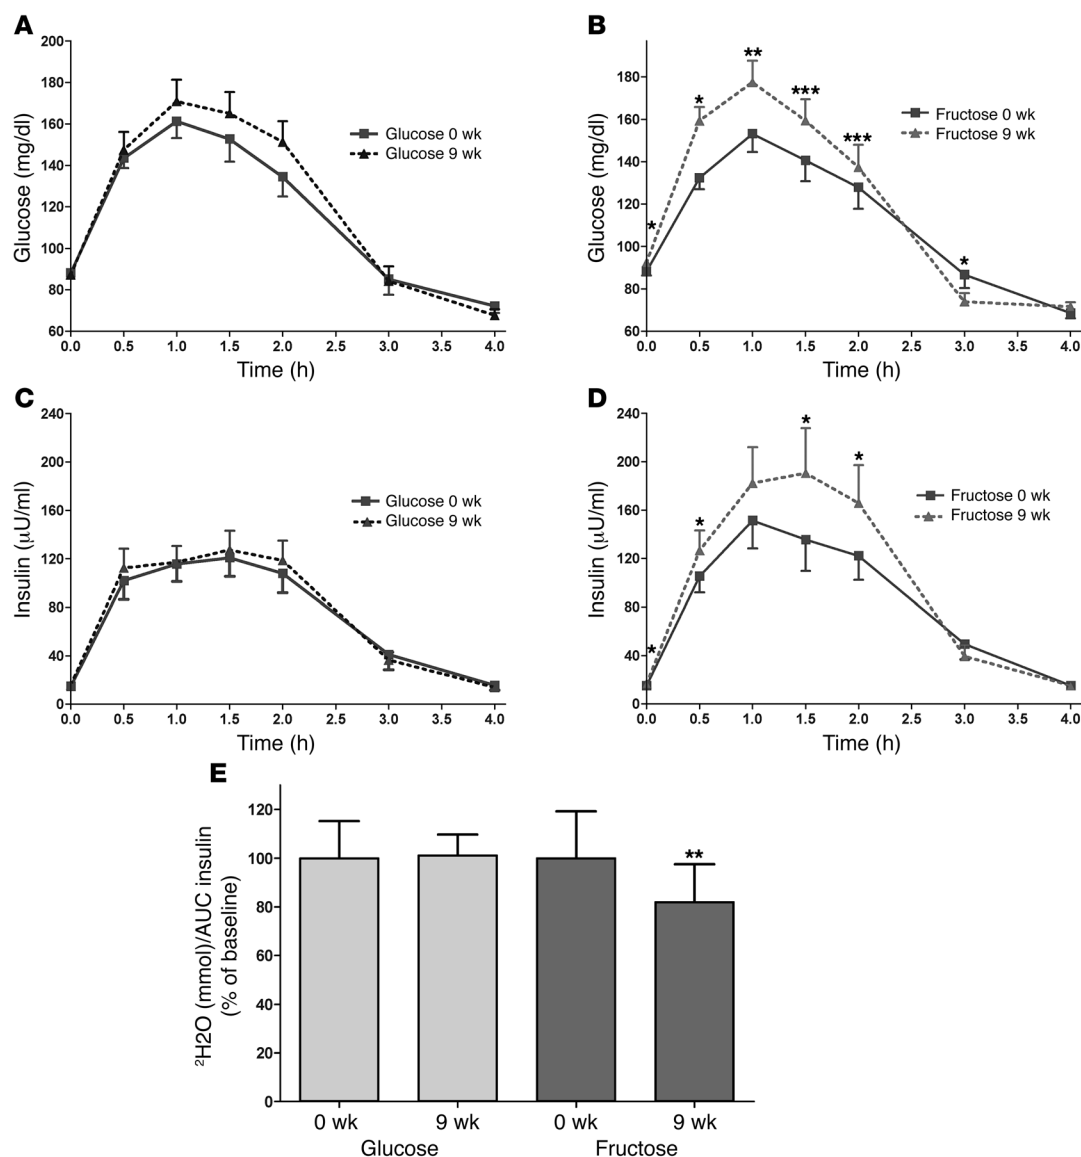 A
200
180
160
140
120
100
80
60
Glucose (mg/dl)
Glucose 0 wk
Glucose 9 wk
0.0 0.5 1.0 1.5 2.0 2.5 3.0 3.5 4.0
Time (h)
B
180
160
140
120
100
80
60
Glucose (mg/dl)
* * ** *** *** *
Fructose 0 wk
Fructose 9 wk
0.0 0.5 1.0 1.5 2.0 2.5 3.0 3.5 4.0
Time (h)
C
240
200
160
120
80
40
0
Insulin (μU/ml)
Glucose 0 wk
Glucose 9 wk
0.0 0.5 1.0 1.5 2.0 2.5 3.0 3.5 4.0
Time (h)
D
240
200
160
120
80
40
0
Insulin (μU/ml)
* * * *
Fructose 0 wk
Fructose 9 wk
0.0 0.5 1.0 1.5 2.0 2.5 3.0 3.5 4.0
Time (h)
E
120
100
80
60
40
20
0
²H2O (mmol)/AUC insulin
(% of baseline)
**
0 wk 9 wk 0 wk 9 wk
Glucose Fructose